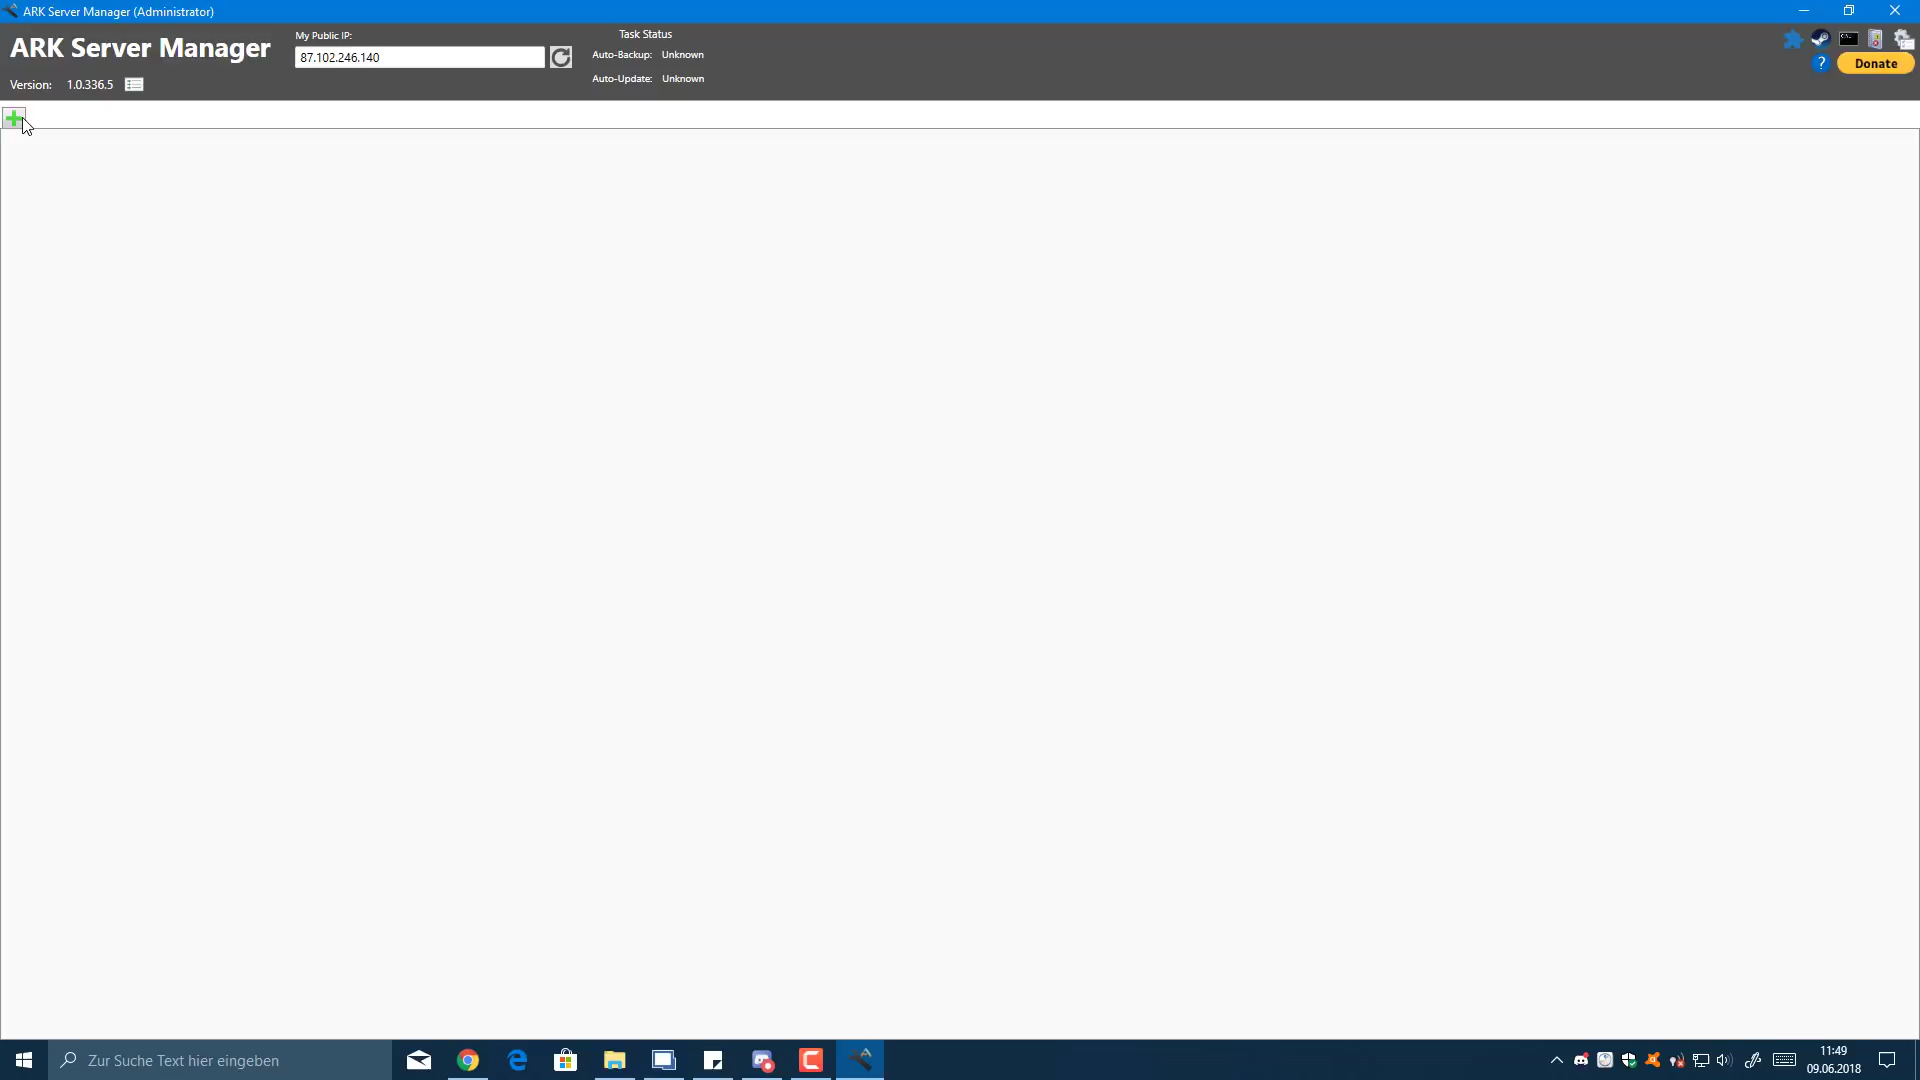 ARK Server Manager (Administrator)
ARK Server Manager
My Public IP:
87.102.246.140
Task Status
Auto-Backup: Unknown
Auto-Update: Unknown
Version: 1.0.336.5
?
Donate
Zur Suche Text hier eingeben
11:49
09.06.2018